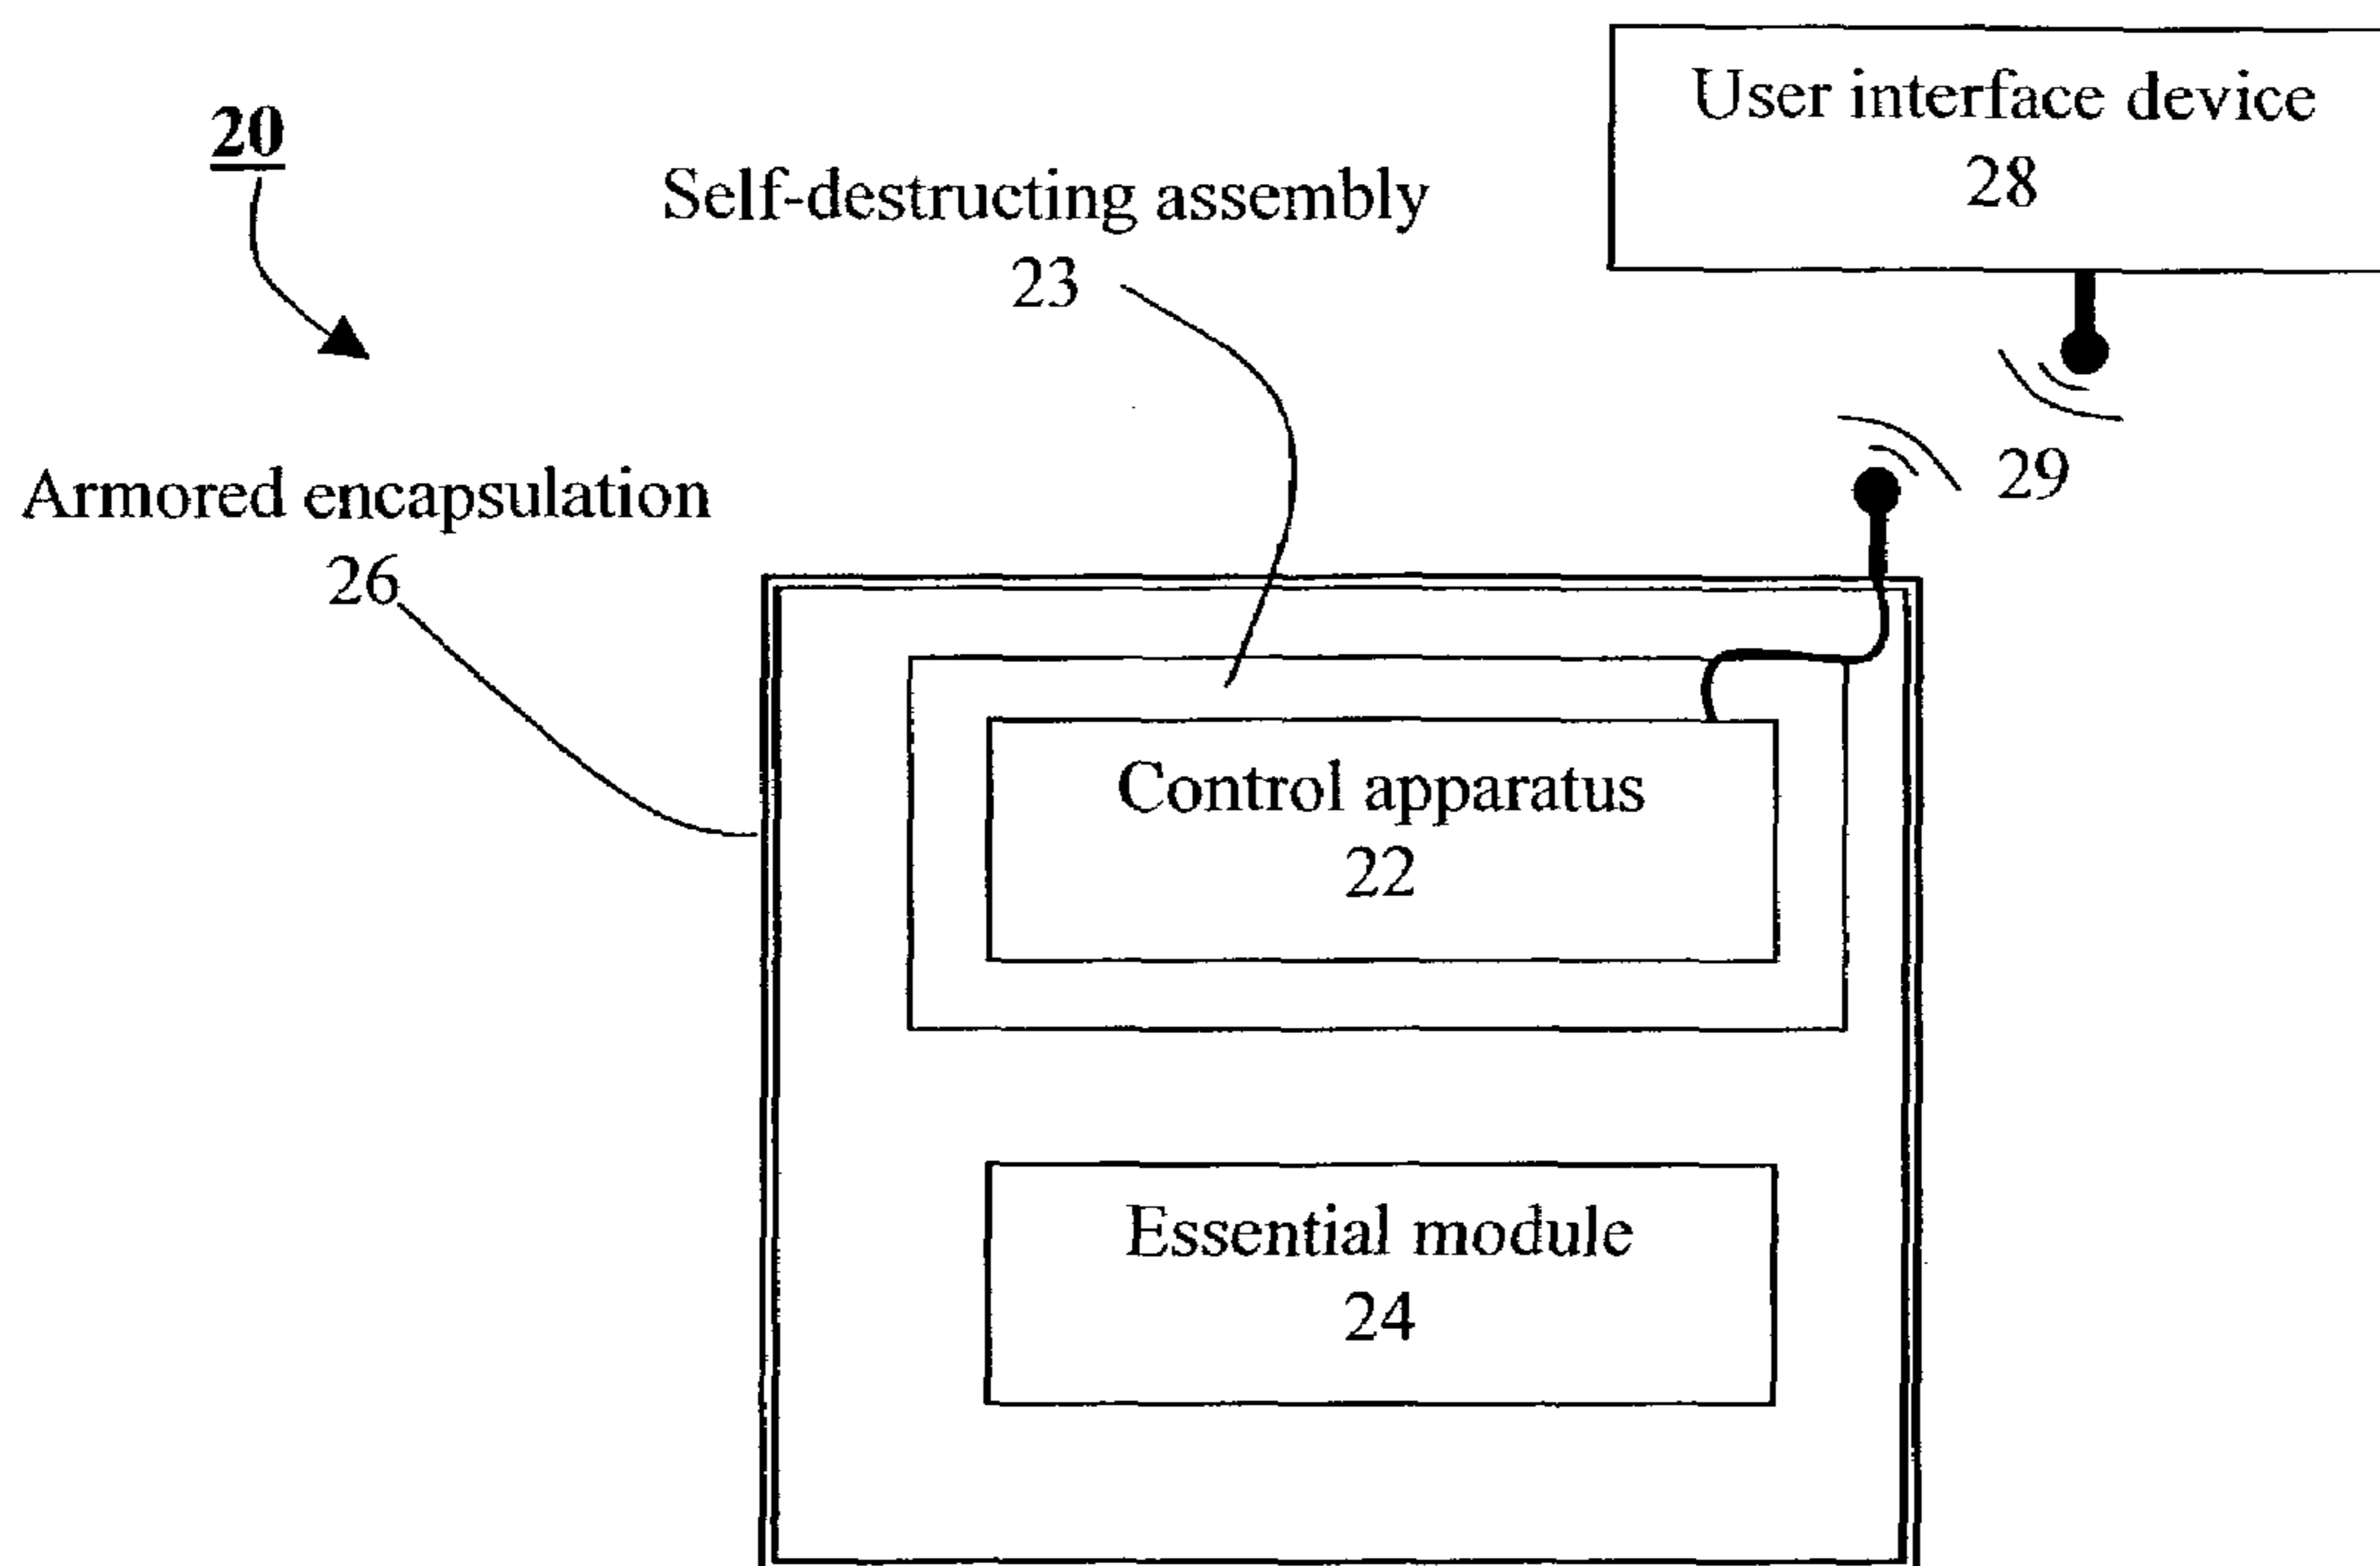 User interface device
28
20
Self-destructing assembly
23
29
Armored encapsulation
26
Control apparatus
22
Essential module
24